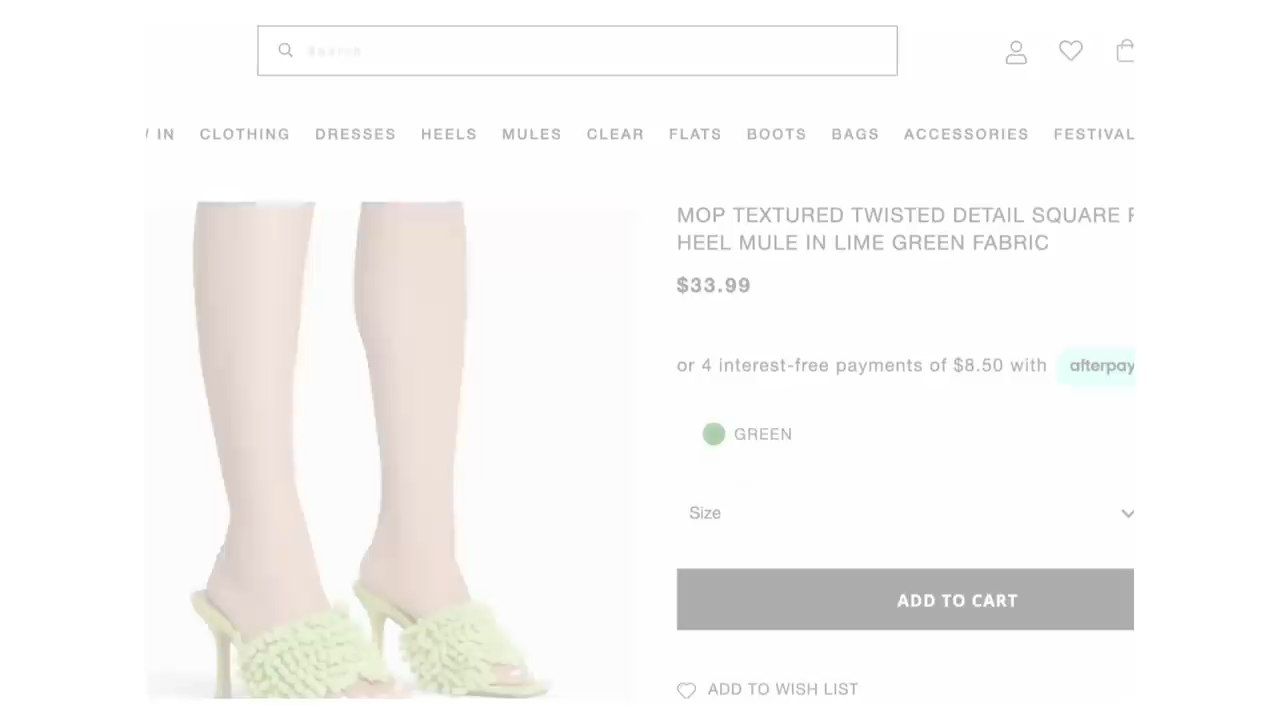 Search
IN
CLOTHING
DRESSES
HEELS
MULES
CLEAR
FLATS
BOOTS
BAGS
ACCESSORIES
FESTIVAL
MOP TEXTURED TWISTED DETAIL SQUARE
HEEL MULE IN LIME GREEN FABRIC
$33.99
or 4 interest-free payments of $8.50 with afterpay
GREEN
Size
ADD TO CART
ADD TO WISH LIST